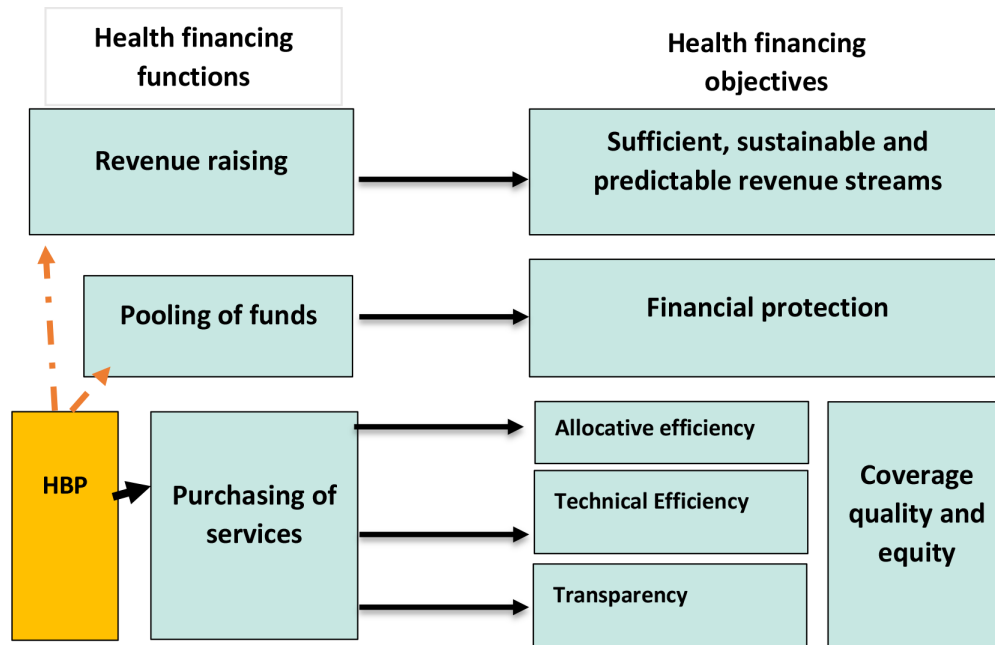 Health financing
functions
Health financing
objectives
Revenue raising
Sufficient, sustainable and
predictable revenue streams
Pooling of funds
Financial protection
HBP
Purchasing of
services
Allocative efficiency
Technical Efficiency
Transparency
Coverage
quality and
equity